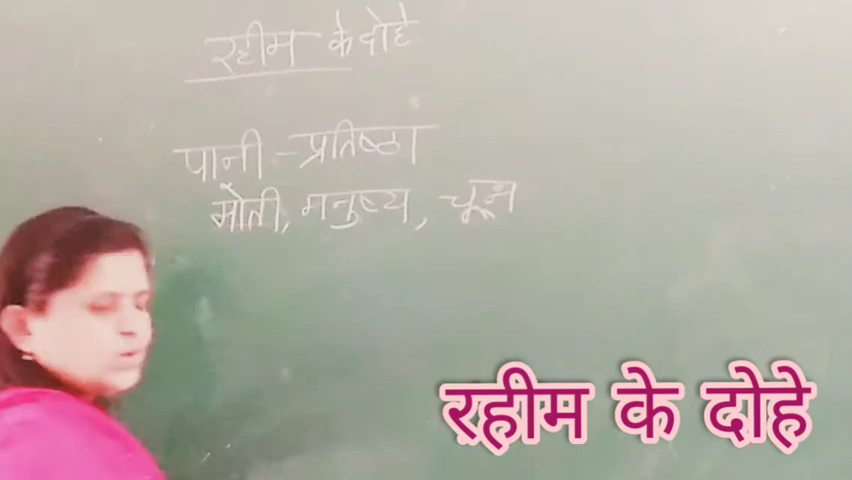 रहीम के दोहे
पानी - प्रतिष्ठा
मोती, मनुष्य, चून
रहीम के दोहे